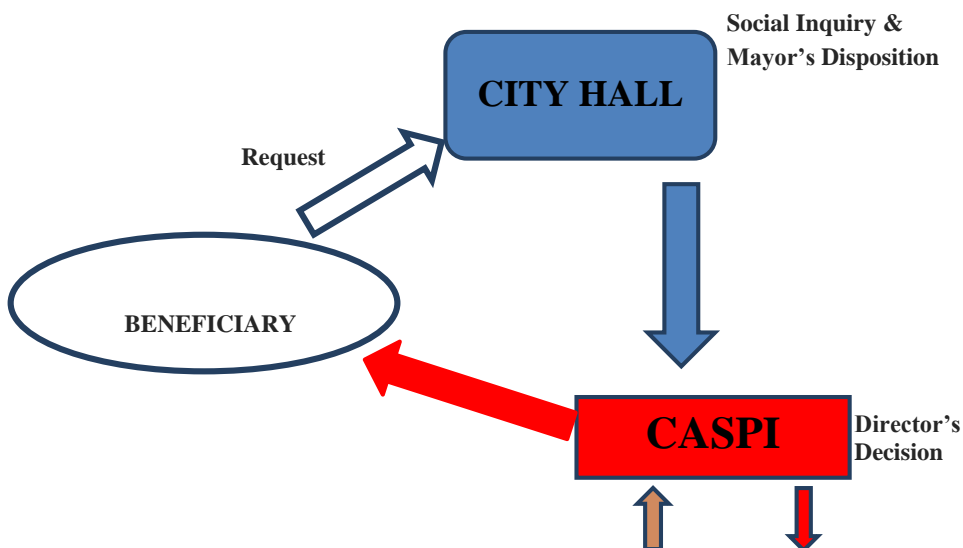 Social Inquiry &
Mayor’s Disposition
CITY HALL
Request
BENEFICIARY
CASPI
Director’s
Decision